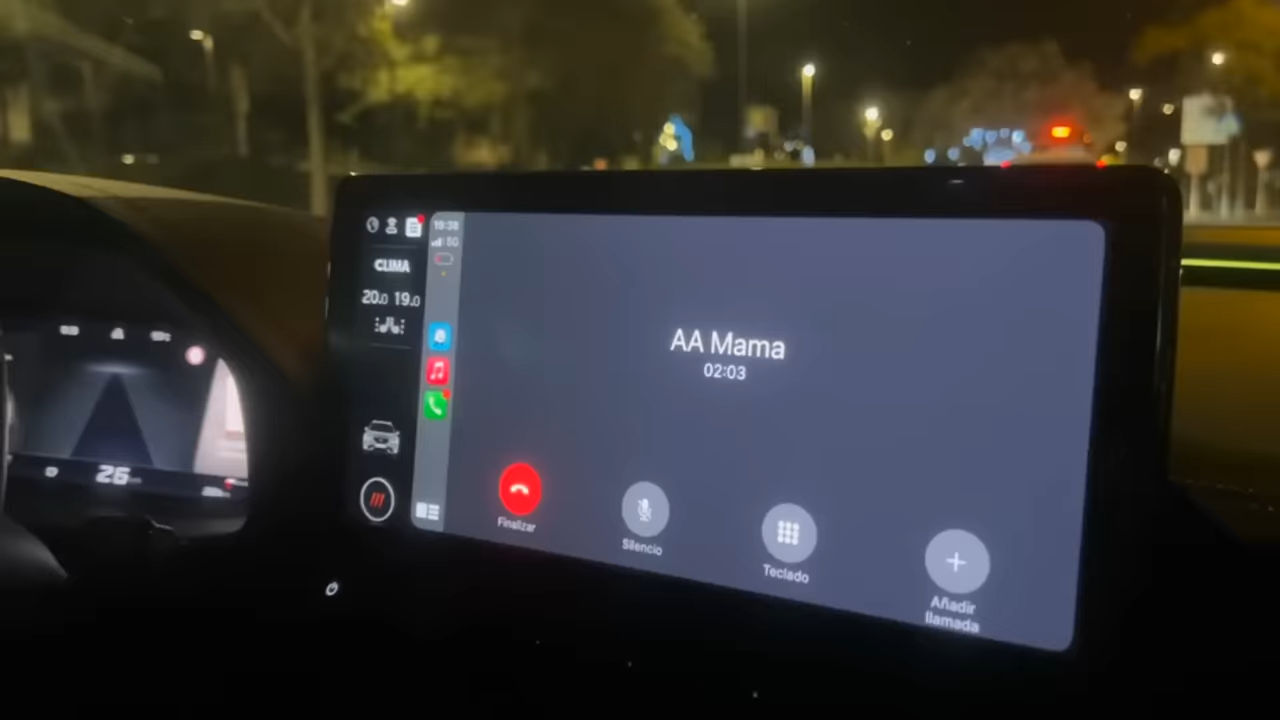 19:38
5G
CLIMA
20.0 19.0
AA Mama
02:03
Finalizar
Silencio
Teclado
Añadir
llamada
26